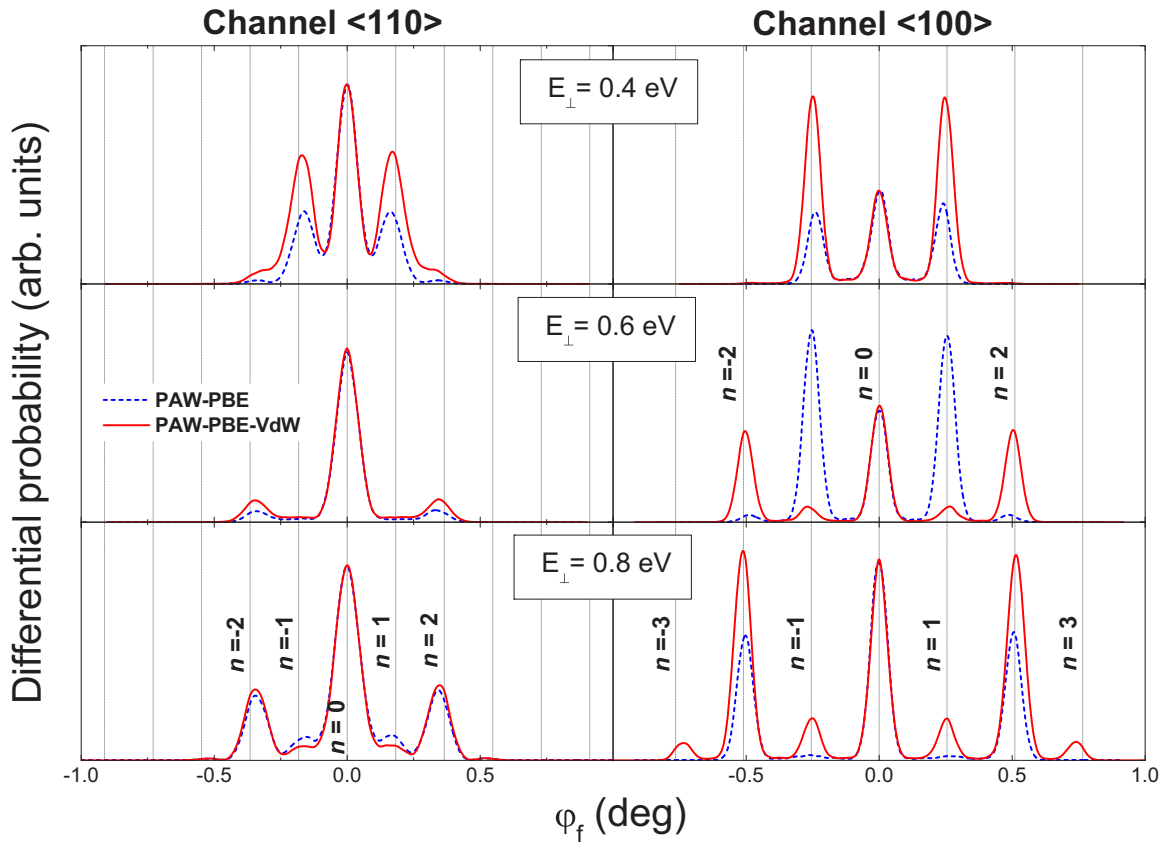 Channel <110>
Channel <100>
Differential probability (arb. units)
E⊥= 0.4 eV
E⊥= 0.6 eV
n =-2
n = 0
n = 2
PAW-PBE
PAW-PBE-VdW
E⊥= 0.8 eV
n =-2
n =-1
n = 0
n = 1
n = 2
n =-3
n =-1
n = 1
n = 3
-1.0
-0.5
0.0
0.5
-0.5
0.0
0.5
1.0
φf (deg)